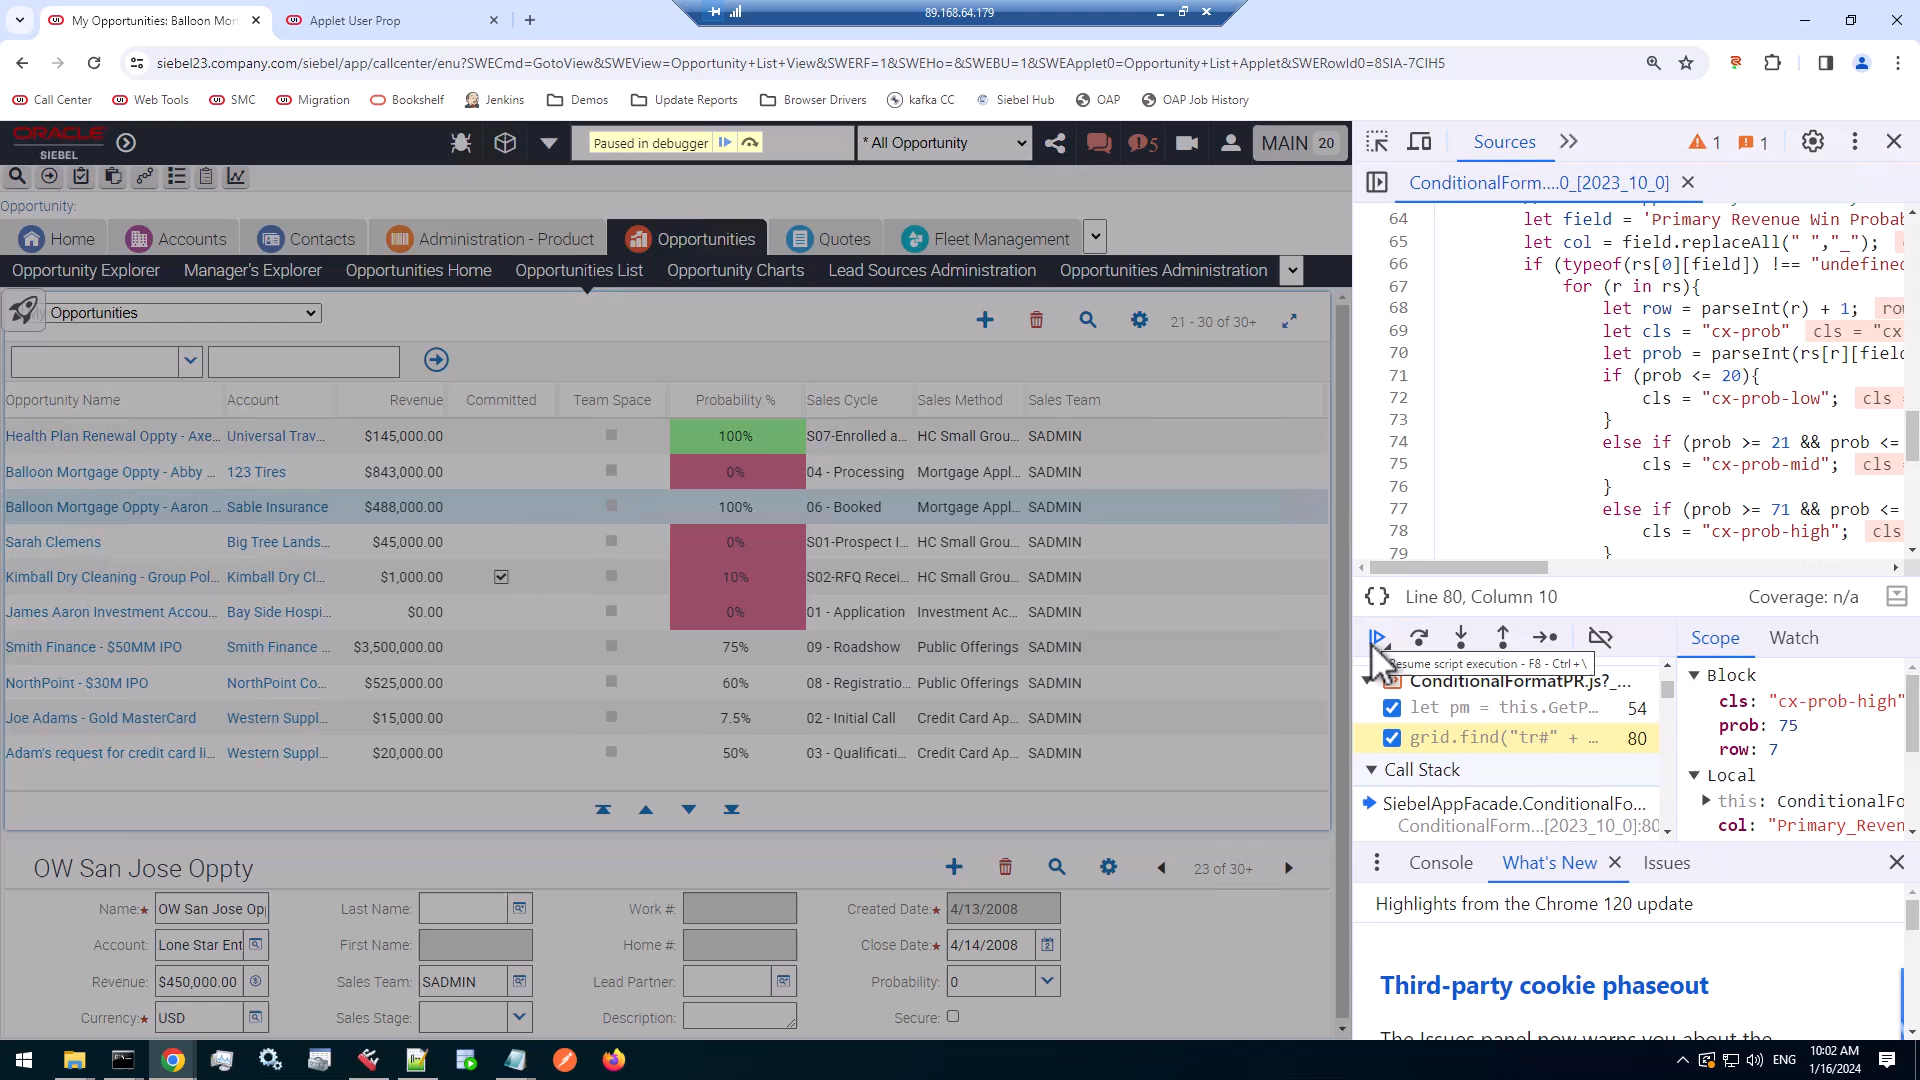 My Opportunities: Balloon Mor
Applet User Prop
89.168.64.179
siebel23.company.com/siebel/app/callcenter/enu?SWECmd=GotoView&SWEView=Opportunity+List+View&SWERF=1&SWEHo=&SWEBU=1&SWEApplet0=Opportunity+List+Applet&SWERowId0=8SIA-7CIH5
Call Center Web Tools SMC Migration Bookshelf Jenkins Demos Update Reports Browser Drivers kafka CC Siebel Hub OAP OAP Job History
ORACLE
SIEBEL
Paused in debugger
* All Opportunity
5
MAIN 20
Opportunity:
Home Accounts Contacts Administration - Product Opportunities Quotes Fleet Management
Opportunity Explorer Manager's Explorer Opportunities Home Opportunities List Opportunity Charts Lead Sources Administration Opportunities Administration
Opportunities
21 - 30 of 30+
Opportunity Name Account Revenue Committed Team Space Probability % Sales Cycle Sales Method Sales Team
Health Plan Renewal Oppty - Axe... Universal Trav... $145,000.00 100% S07-Enrolled a... HC Small Grou... SADMIN
Balloon Mortgage Oppty - Abby ... 123 Tires $843,000.00 0% 04 - Processing Mortgage Appl... SADMIN
Balloon Mortgage Oppty - Aaron ... Sable Insurance $488,000.00 100% 06 - Booked Mortgage Appl... SADMIN
Sarah Clemens Big Tree Lands... $45,000.00 0% S01-Prospect I... HC Small Grou... SADMIN
Kimball Dry Cleaning - Group Pol... Kimball Dry Cl... $1,000.00 10% S02-RFQ Recei... HC Small Grou... SADMIN
James Aaron Investment Accou... Bay Side Hospi... $0.00 0% 01 - Application Investment Ac... SADMIN
Smith Finance - $50MM IPO Smith Finance ... $3,500,000.00 75% 09 - Roadshow Public Offerings SADMIN
NorthPoint - $30M IPO NorthPoint Co... $525,000.00 60% 08 - Registratio... Public Offerings SADMIN
Joe Adams - Gold MasterCard Western Suppl... $15,000.00 7.5% 02 - Initial Call Credit Card Ap... SADMIN
Adam's request for credit card li... Western Suppl... $20,000.00 50% 03 - Qualificati... Credit Card Ap... SADMIN
OW San Jose Oppty
23 of 30+
Name:★ OW San Jose Op Last Name: Work #: Created Date:★ 4/13/2008
Account: Lone Star Ent First Name: Home #: Close Date:★ 4/14/2008
Revenue: $450,000.00 Sales Team: SADMIN Lead Partner: Probability: 0
Currency:★ USD Sales Stage: Description: Secure:
Sources
1
1
ConditionalForm....0_[2023_10_0]
64 let field = 'Primary Revenue Win Probab
65 let col = field.replaceAll(" ","_");
66 if (typeof(rs[0][field]) !== "undefined
67 for (r in rs){
68 let row = parseInt(r) + 1; row
69 let cls = "cx-prob" cls = "cx
70 let prob = parseInt(rs[r][field
71 if (prob <= 20){
72 cls = "cx-prob-low"; cls =
73 }
74 else if (prob >= 21 && prob <=
75 cls = "cx-prob-mid"; cls =
76 }
77 else if (prob >= 71 && prob <=
78 cls = "cx-prob-high"; cls
79 }
{} Line 80, Column 10 Coverage: n/a
Resume script execution - F8 - Ctrl+\
ConditionalFormatPR.js?_...
let pm = this.GetP... 54
grid.find("tr#" + ... 80
Call Stack
SiebelAppFacade.ConditionalFo...
ConditionalForm...[2023_10_0]:80
Scope Watch
Block
cls: "cx-prob-high"
prob: 75
row: 7
Local
this: ConditionalFo
col: "Primary_Reven
Console What's New Issues
Highlights from the Chrome 120 update
Third-party cookie phaseout
The Issues panel now warns you about the
ENG
10:02 AM
1/16/2024